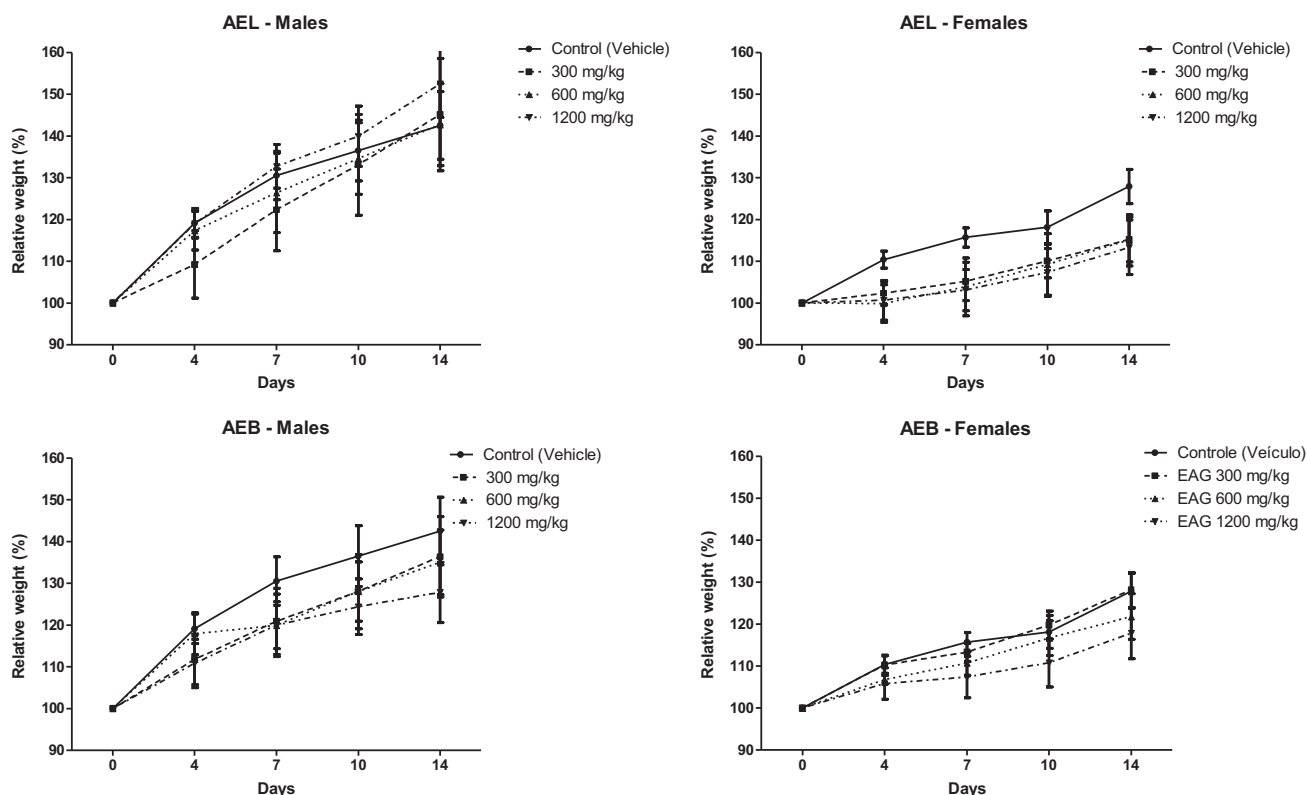 AEL - Males
Relative weight (%)
160
150
140
130
120
110
100
90
0 4 7 10 14
Days
Control (Vehicle)
300 mg/kg
600 mg/kg
1200 mg/kg
AEL - Females
Relative weight (%)
160
150
140
130
120
110
100
90
0 4 7 10 14
Days
Control (Vehicle)
300 mg/kg
600 mg/kg
1200 mg/kg
AEB - Males
Relative weight (%)
160
150
140
130
120
110
100
90
0 4 7 10 14
Days
Control (Vehicle)
300 mg/kg
600 mg/kg
1200 mg/kg
AEB - Females
Relative weight (%)
160
150
140
130
120
110
100
90
0 4 7 10 14
Days
Controle (Veículo)
EAG 300 mg/kg
EAG 600 mg/kg
EAG 1200 mg/kg